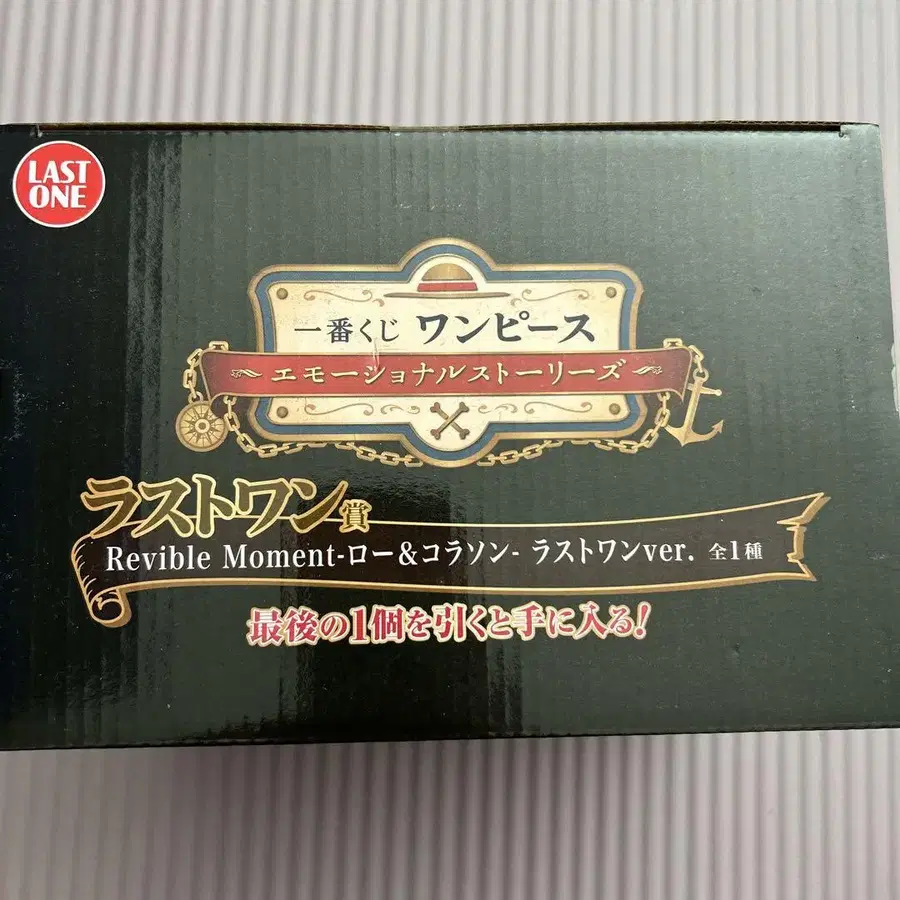 LAST
ONE
一番くじ ワンピース
エモーショナルストーリーズ
ラストワン賞
Revible Moment-ロー&コラソン- ラストワンver. 全1種
最後の1個を引くと手に入る!